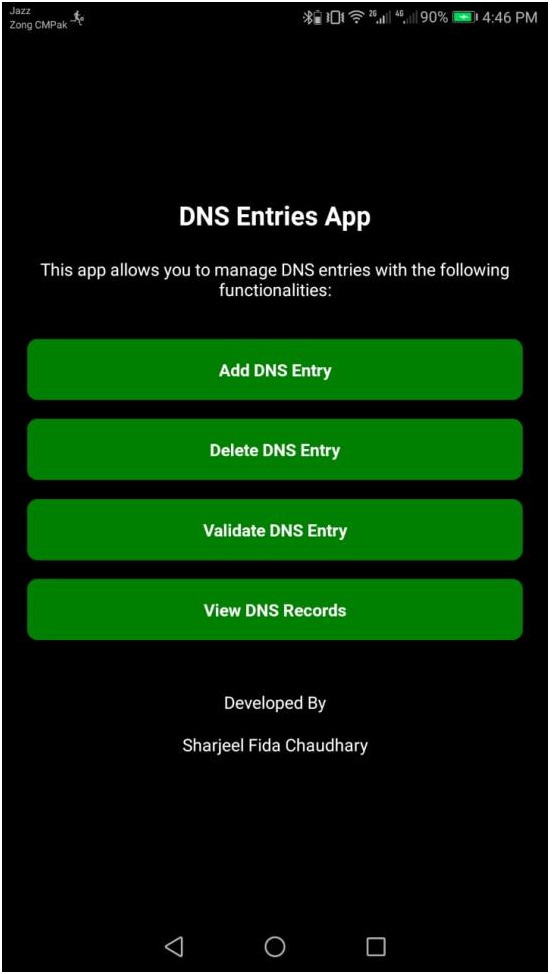 Jazz
Zong CMPak
2G 4G 90% 4:46 PM
DNS Entries App
This app allows you to manage DNS entries with the following
functionalities:
Add DNS Entry
Delete DNS Entry
Validate DNS Entry
View DNS Records
Developed By
Sharjeel Fida Chaudhary